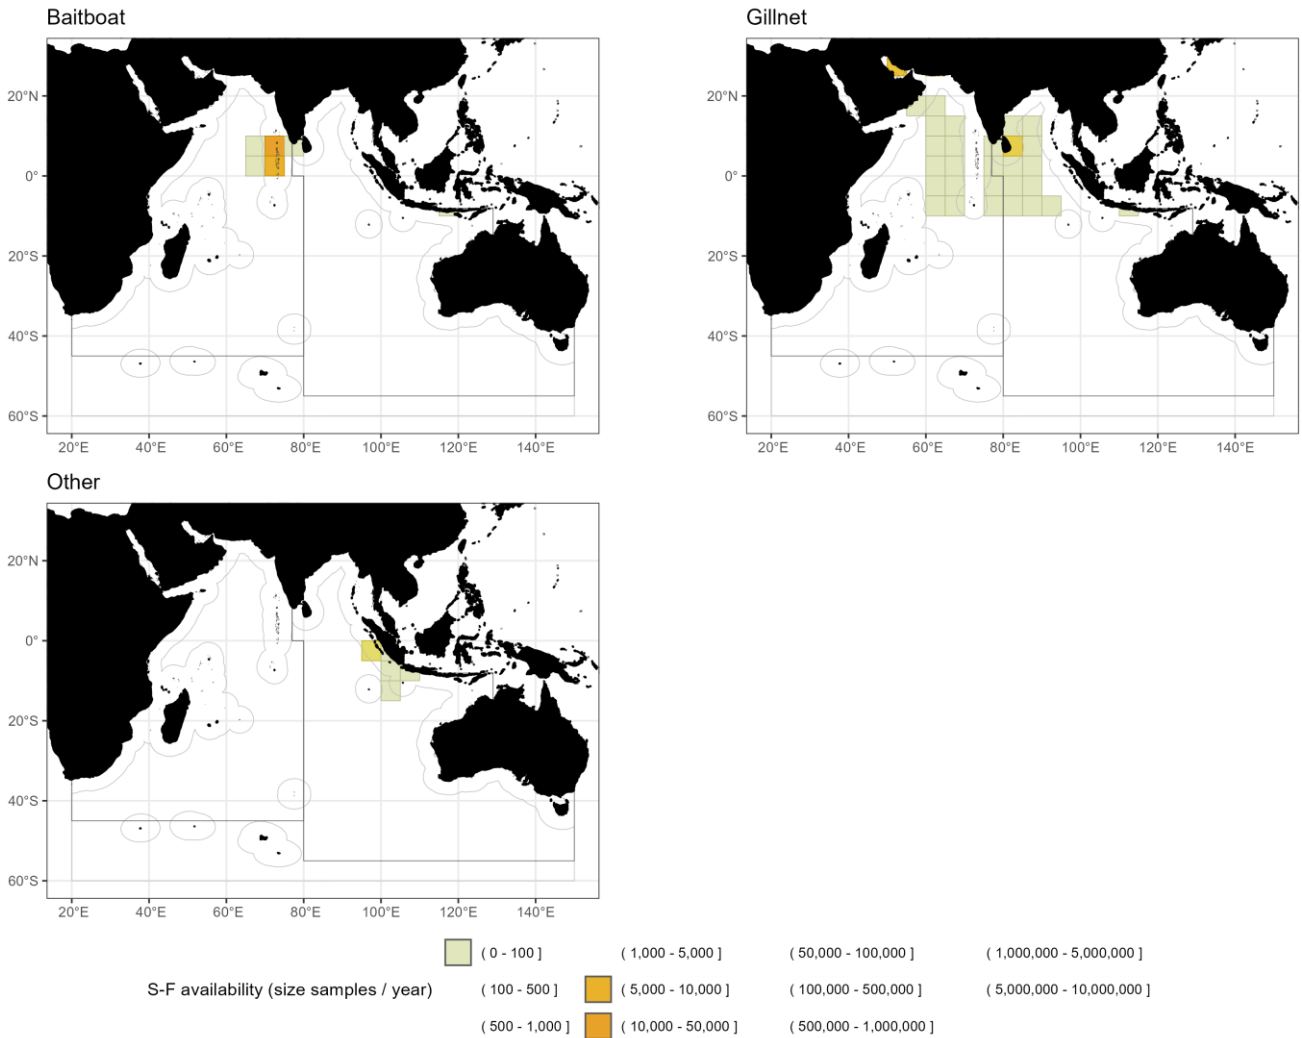 Baitboat
Gillnet
20°N
0°
20°S
40°S
60°S
20°E 40°E 60°E 80°E 100°E 120°E 140°E
20°N
0°
20°S
40°S
60°S
20°E 40°E 60°E 80°E 100°E 120°E 140°E
Other
20°N
0°
20°S
40°S
60°S
20°E 40°E 60°E 80°E 100°E 120°E 140°E
S-F availability (size samples / year)
( 0 - 100 ]
( 100 - 500 ]
( 500 - 1,000 ]
( 1,000 - 5,000 ]
( 5,000 - 10,000 ]
( 10,000 - 50,000 ]
( 50,000 - 100,000 ]
( 100,000 - 500,000 ]
( 500,000 - 1,000,000 ]
( 1,000,000 - 5,000,000 ]
( 5,000,000 - 10,000,000 ]